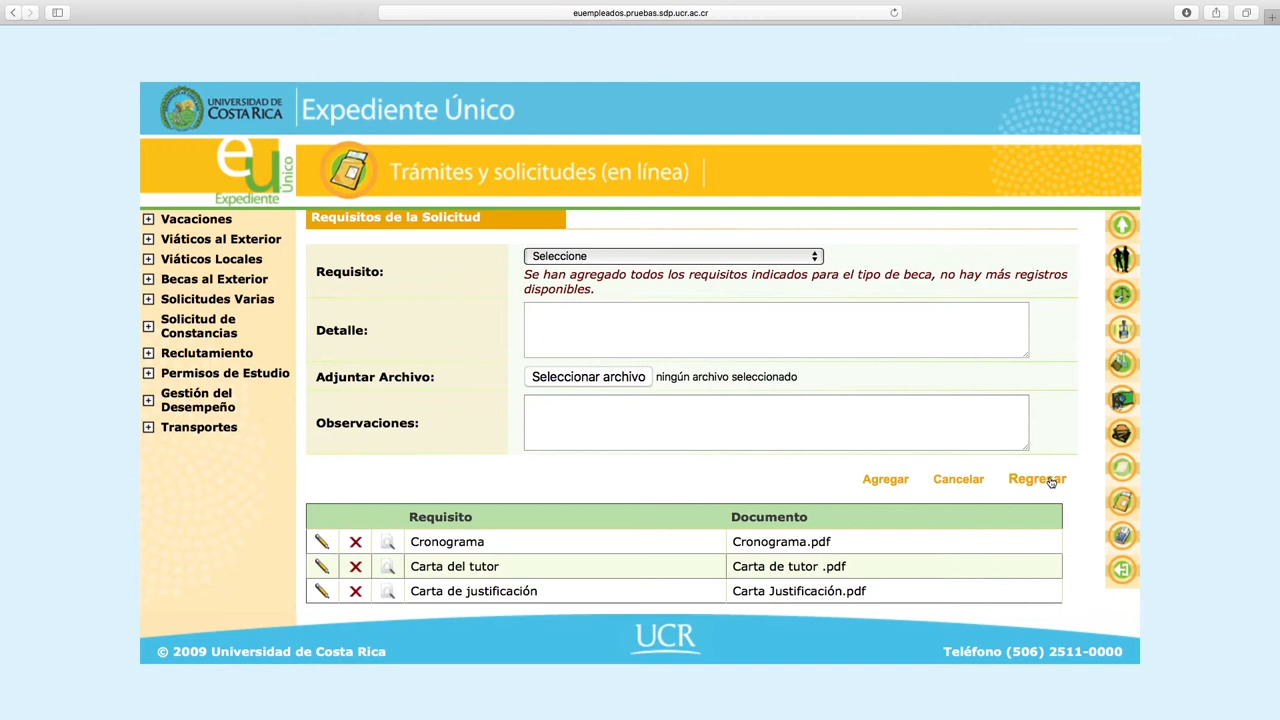 euempleados.pruebas.sdp.ucr.ac.cr
UNIVERSIDAD DE
COSTA RICA
Expediente Único
eu
Expediente
Único
Trámites y solicitudes (en línea)
Vacaciones
Viáticos al Exterior
Viáticos Locales
Becas al Exterior
Solicitudes Varias
Solicitud de
Constancias
Reclutamiento
Permisos de Estudio
Gestión del
Desempeño
Transportes
Requisitos de la Solicitud
Requisito:
Seleccione
Se han agregado todos los requisitos indicados para el tipo de beca, no hay más registros
disponibles.
Detalle:
Adjuntar Archivo:
Seleccionar archivo ningún archivo seleccionado
Observaciones:
Agregar Cancelar Regresar
Requisito Documento
Cronograma Cronograma.pdf
Carta del tutor Carta de tutor .pdf
Carta de justificación Carta Justificación.pdf
UCR
© 2009 Universidad de Costa Rica
Teléfono (506) 2511-0000